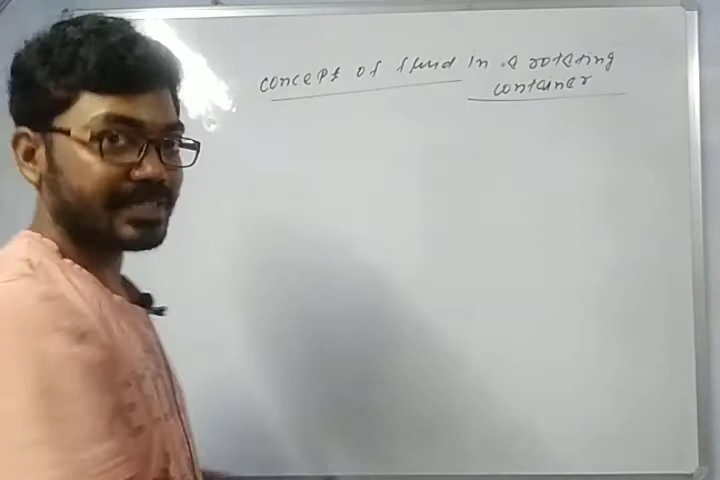 concept of fluid in a rotating
container